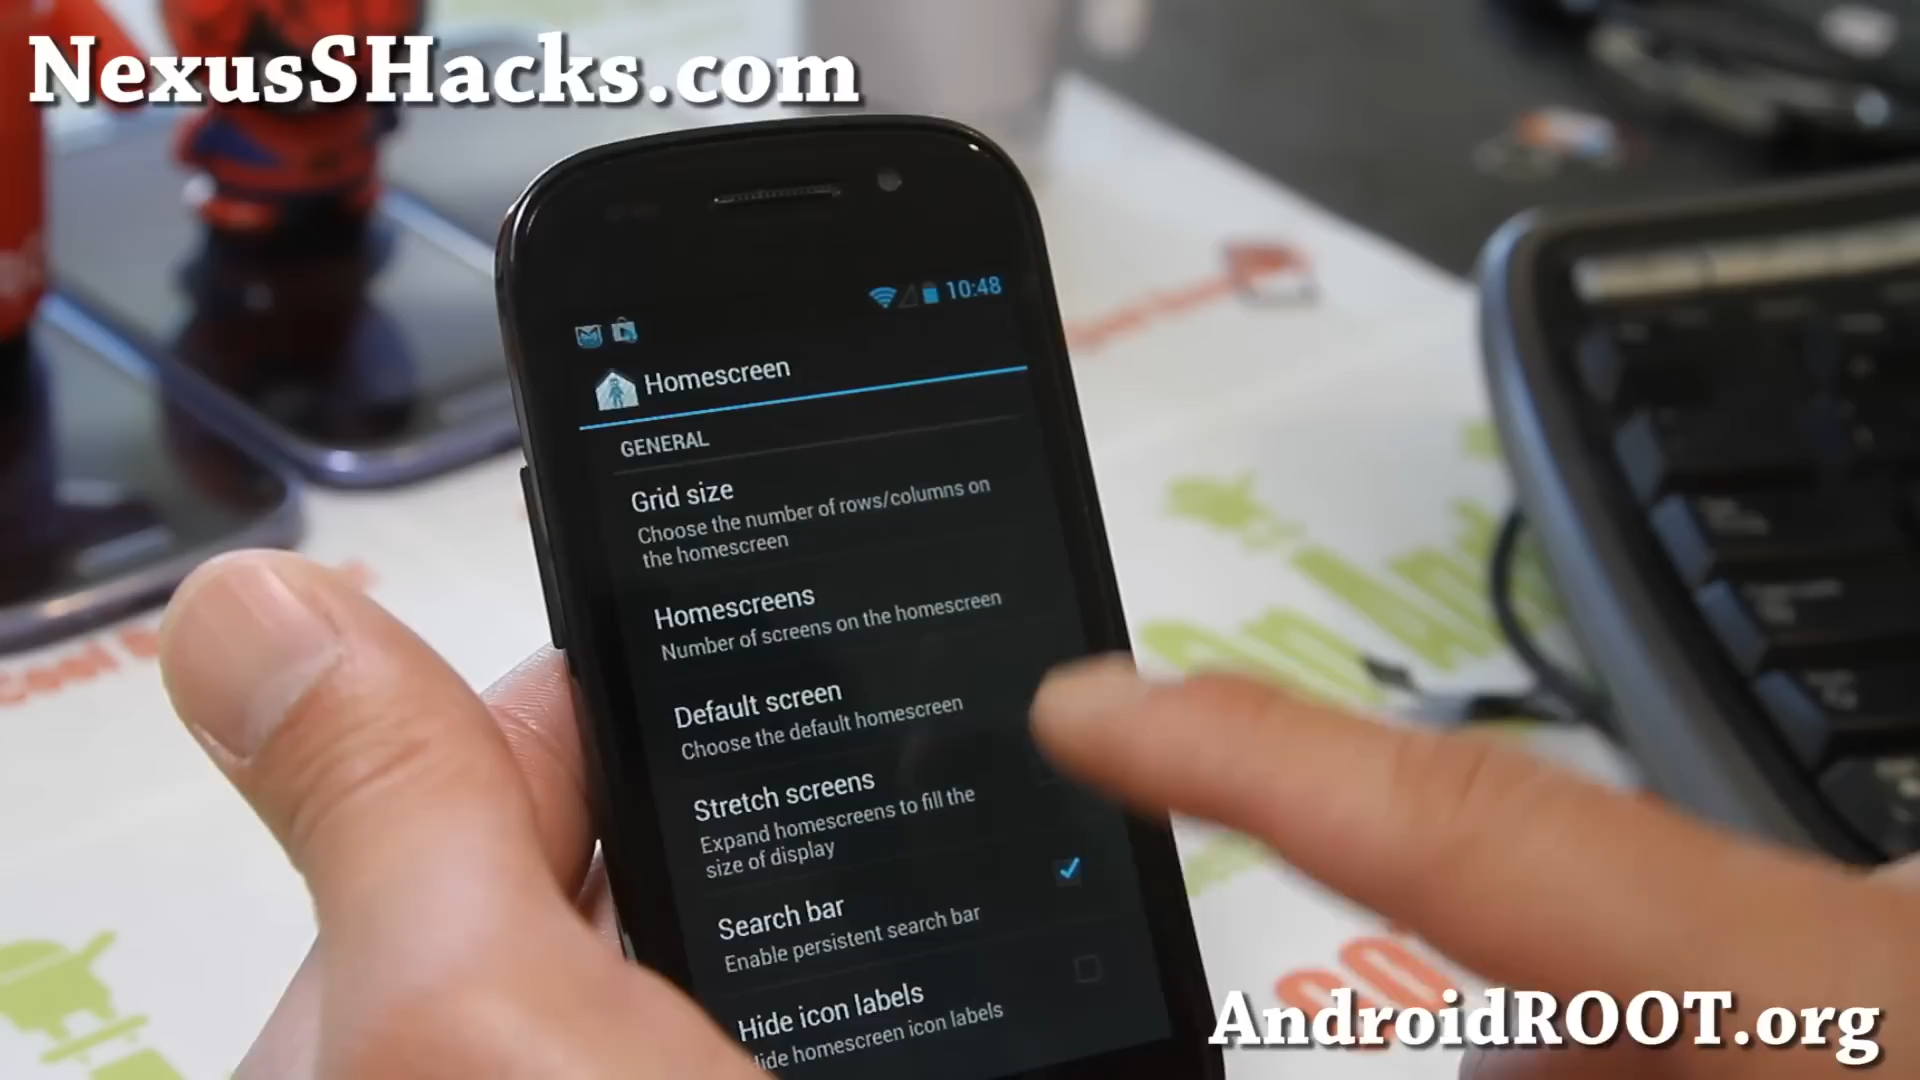 NexusSHacks.com
10:48
Homescreen
GENERAL
Grid size
Choose the number of rows/columns on
the homescreen
Homescreens
Number of screens on the homescreen
Default screen
Choose the default homescreen
Stretch screens
Expand homescreens to fill the
size of display
Search bar
Enable persistent search bar
Hide icon labels
Hide homescreen icon labels
AndroidROOT.org